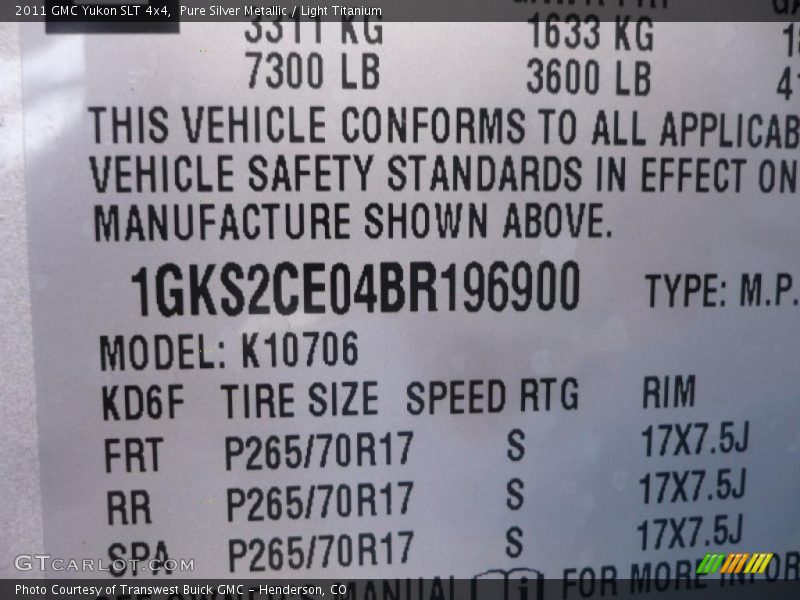 2011 GMC Yukon SLT 4x4, Pure Silver Metallic / Light Titanium
3311 KG 1633 KG
7300 LB 3600 LB
THIS VEHICLE CONFORMS TO ALL APPLICAB
VEHICLE SAFETY STANDARDS IN EFFECT ON
MANUFACTURE SHOWN ABOVE.
1GKS2CE04BR196900 TYPE: M.P.
MODEL: K10706
KD6F TIRE SIZE SPEED RTG RIM
FRT P265/70R17 S 17X7.5J
RR P265/70R17 S 17X7.5J
SPA P265/70R17 S 17X7.5J
GTCARLOT.COM
MANUAL FOR MORE INFOR
Photo Courtesy of Transwest Buick GMC - Henderson, CO